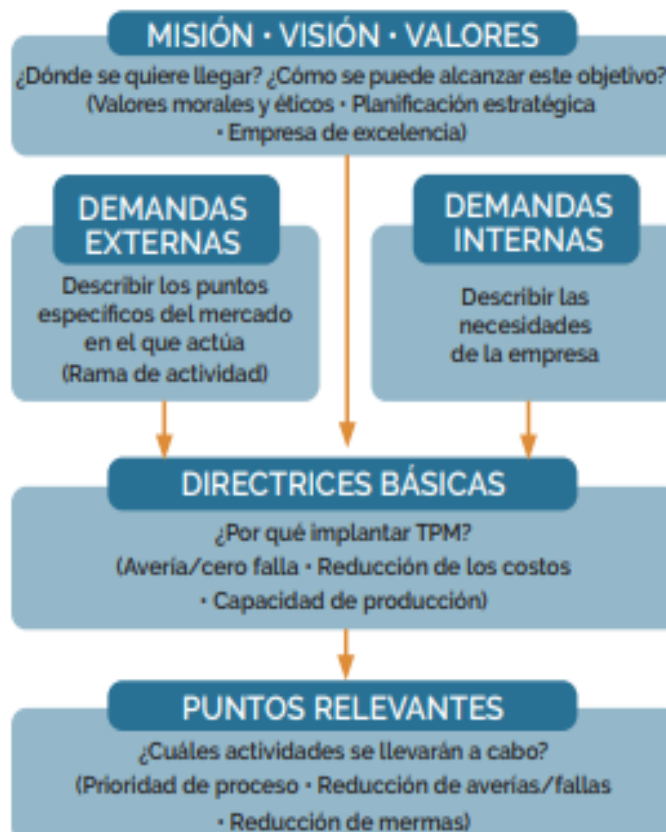 MISIÓN • VISIÓN • VALORES
¿Dónde se quiere llegar? ¿Cómo se puede alcanzar este objetivo?
(Valores morales y éticos • Planificación estratégica
• Empresa de excelencia)
DEMANDAS
EXTERNAS
Describir los puntos
específicos del mercado
en el que actúa
(Rama de actividad)
DEMANDAS
INTERNAS
Describir las
necesidades
de la empresa
DIRECTRICES BÁSICAS
¿Por qué implantar TPM?
(Avería/cero falla • Reducción de los costos
• Capacidad de producción)
PUNTOS RELEVANTES
¿Cuáles actividades se llevarán a cabo?
(Prioridad de proceso • Reducción de averías/fallas
• Reducción de mermas)